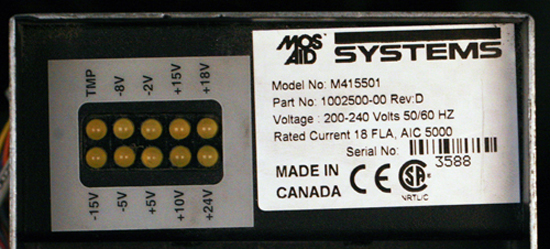 TMP -8V -2V +15V +18V
-15V -5V +5V +10V +24V
MOSAID SYSTEMS
Model No: M415501
Part No: 1002500-00 Rev:D
Voltage : 200-240 Volts 50/60 HZ
Rated Current 18 FLA, AIC 5000
Serial No:
3588
MADE IN
CANADA
CE
SA
NRTL/C